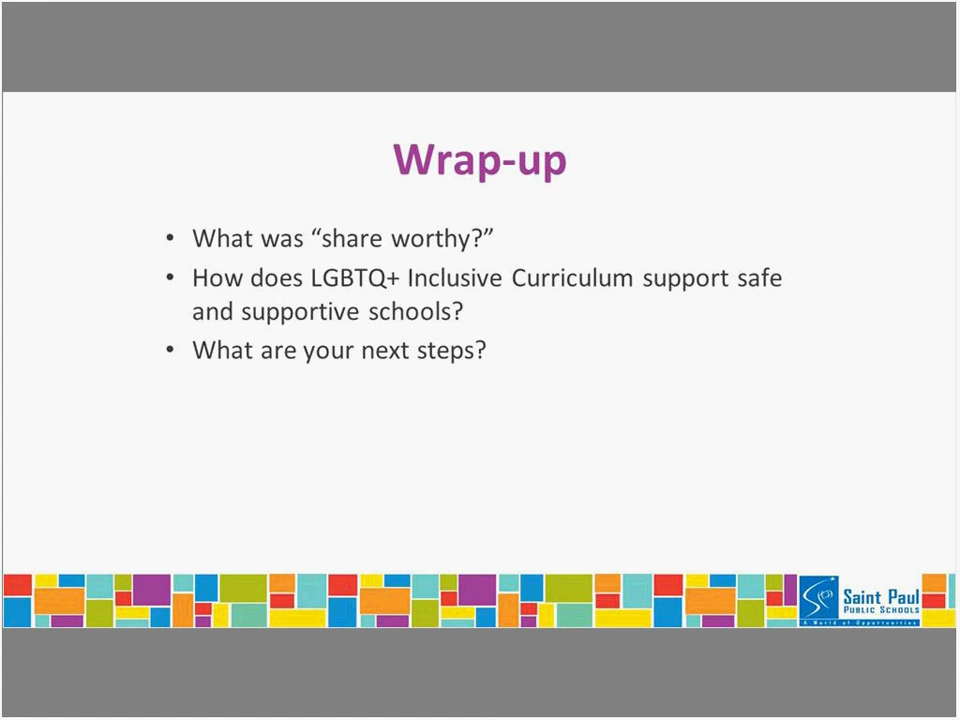 Wrap-up
• What was “share worthy?”
• How does LGBTQ+ Inclusive Curriculum support safe
and supportive schools?
• What are your next steps?
Saint Paul
PUBLIC SCHOOLS
A World of Opportunities